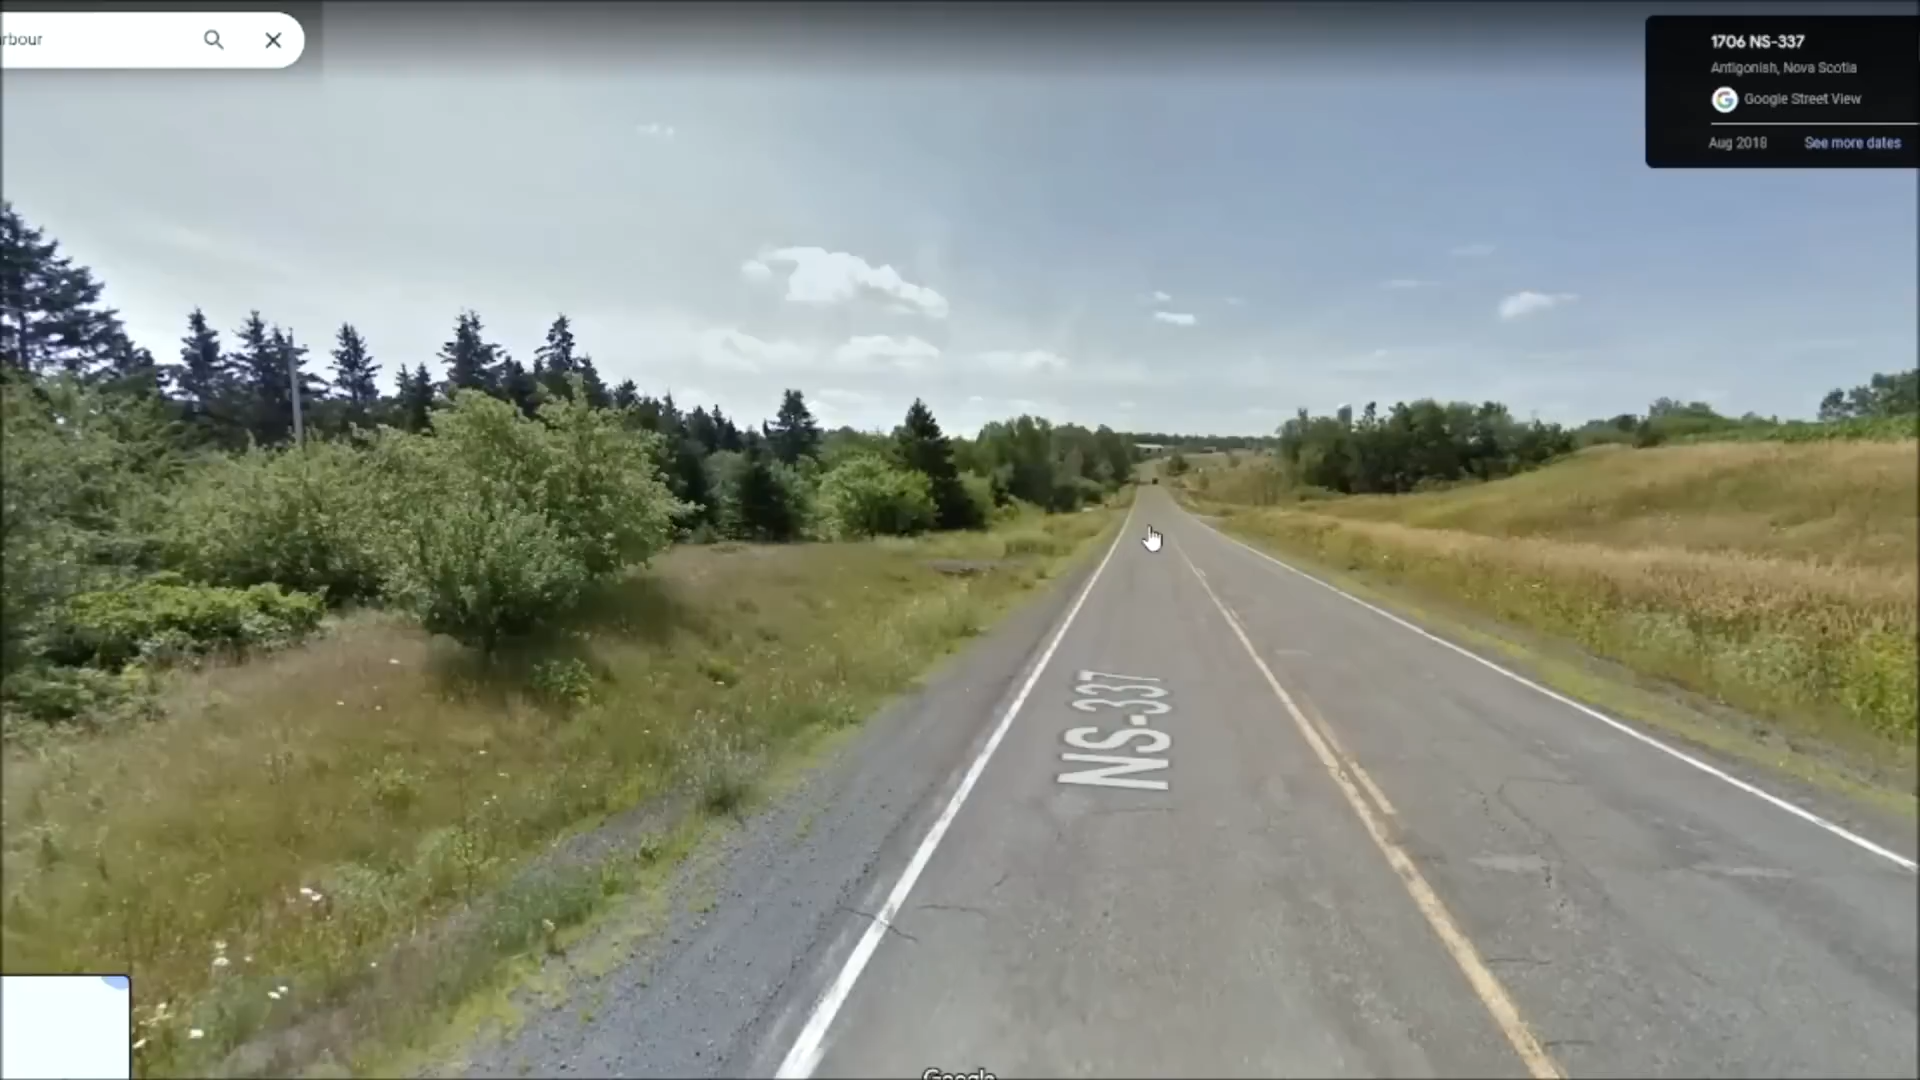 rbour
1706 NS-337
Antigonish, Nova Scotia
Google Street View
Aug 2018 See more dates
NS-337
Google